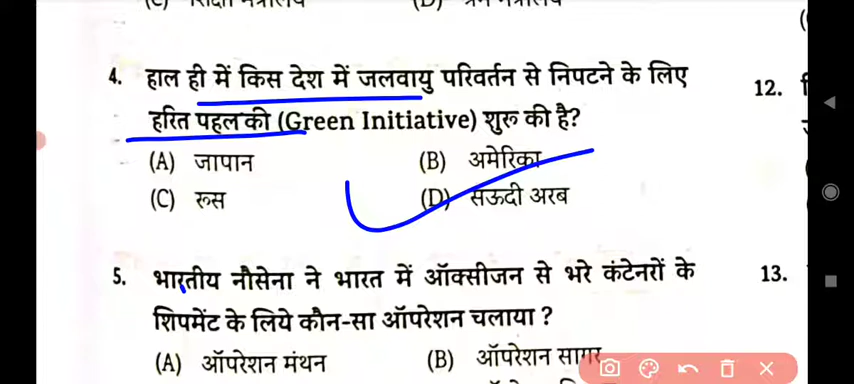 4. हाल ही में किस देश में जलवायु परिवर्तन से निपटने के लिए
हरित पहल की (Green Initiative) शुरू की है?
(A) जापान (B) अमेरिका
(C) रूस (D) सऊदी अरब
5. भारतीय नौसेना ने भारत में ऑक्सीजन से भरे कंटेनरों के
शिपमेंट के लिये कौन-सा ऑपरेशन चलाया ?
(A) ऑपरेशन मंथन (B) ऑपरेशन सागर
12.
13.